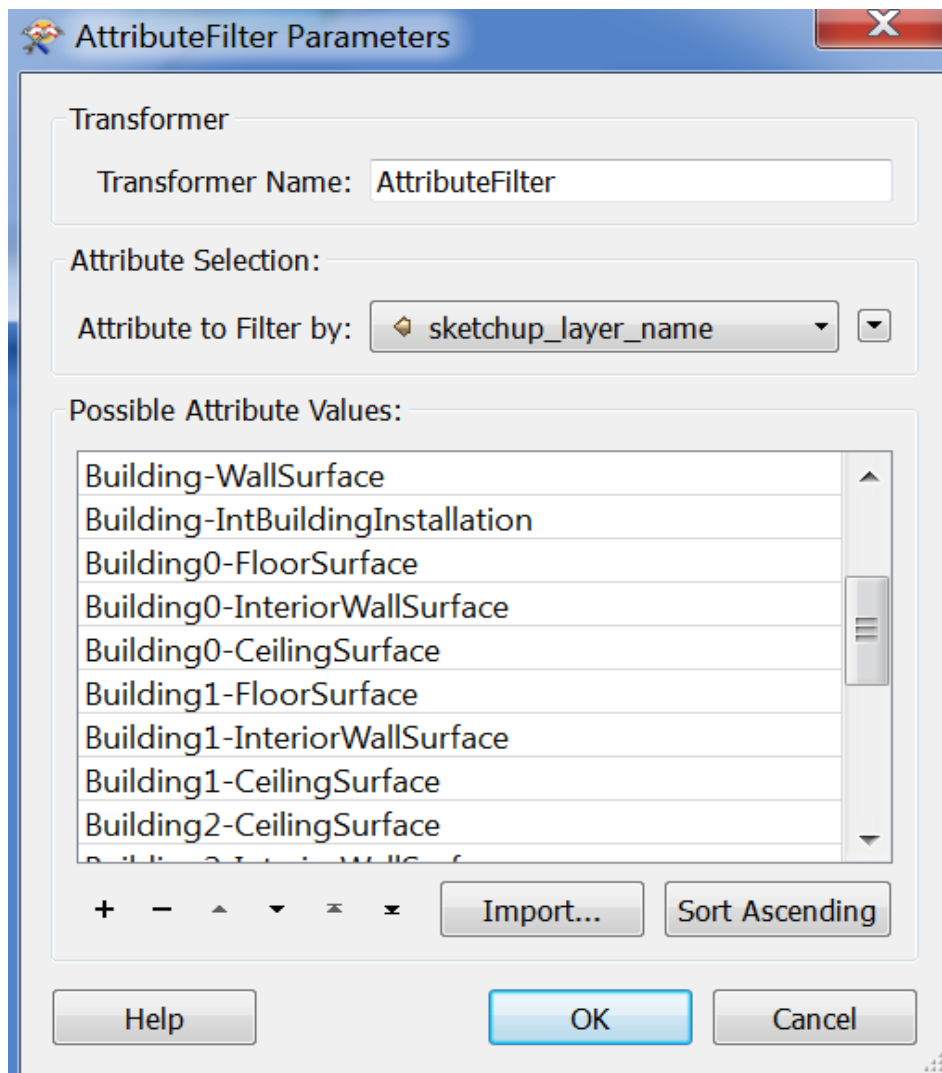 AttributeFilter Parameters
Transformer
Transformer Name: AttributeFilter
Attribute Selection:
Attribute to Filter by: sketchup_layer_name
Possible Attribute Values:
Building-WallSurface
Building-IntBuildingInstallation
Building0-FloorSurface
Building0-InteriorWallSurface
Building0-CeilingSurface
Building1-FloorSurface
Building1-InteriorWallSurface
Building1-CeilingSurface
Building2-CeilingSurface
Import... Sort Ascending
Help OK Cancel